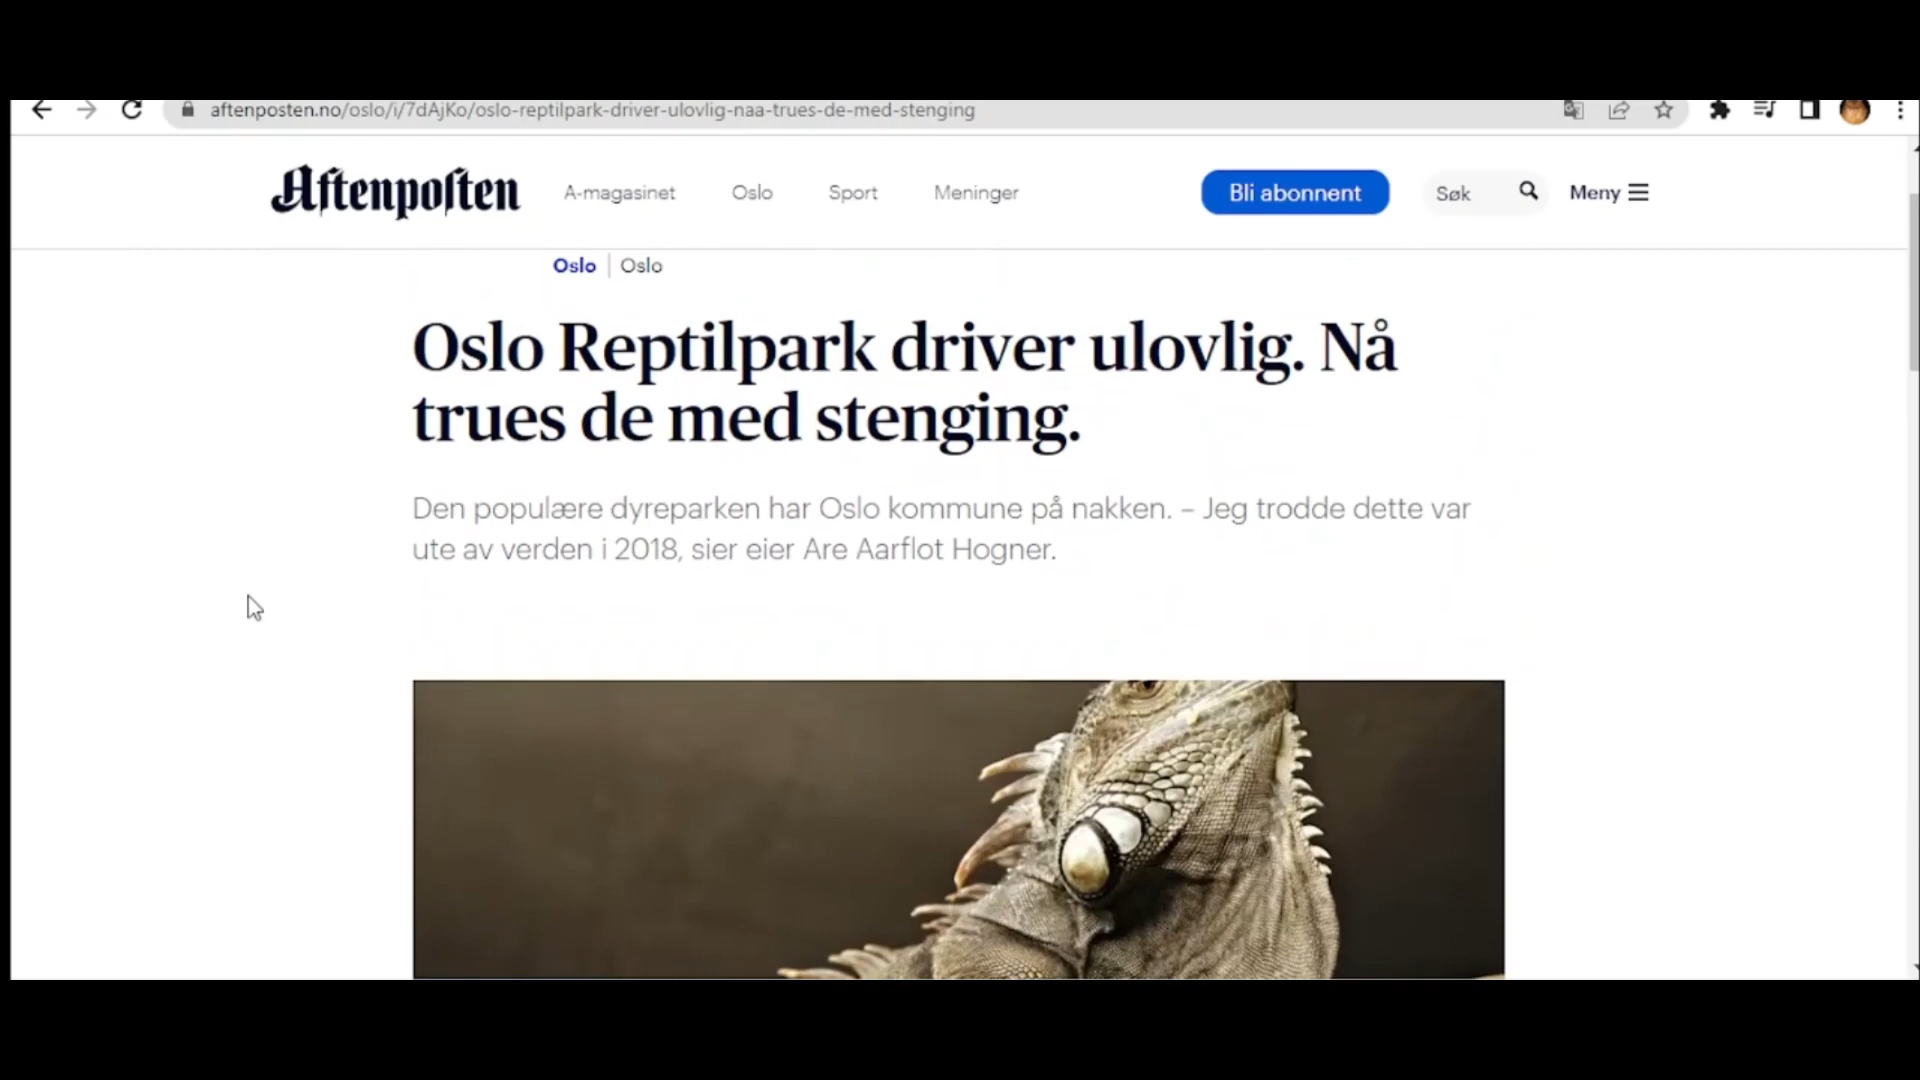 aftenposten.no/oslo/i/7dAjKo/oslo-reptilpark-driver-ulovlig-naa-trues-de-med-stenging
Aftenposten A-magasinet Oslo Sport Meninger Bli abonnent Søk Meny
Oslo Oslo
Oslo Reptilpark driver ulovlig. Nå
trues de med stenging.
Den populære dyreparken har Oslo kommune på nakken. – Jeg trodde dette var
ute av verden i 2018, sier eier Are Aarflot Hogner.